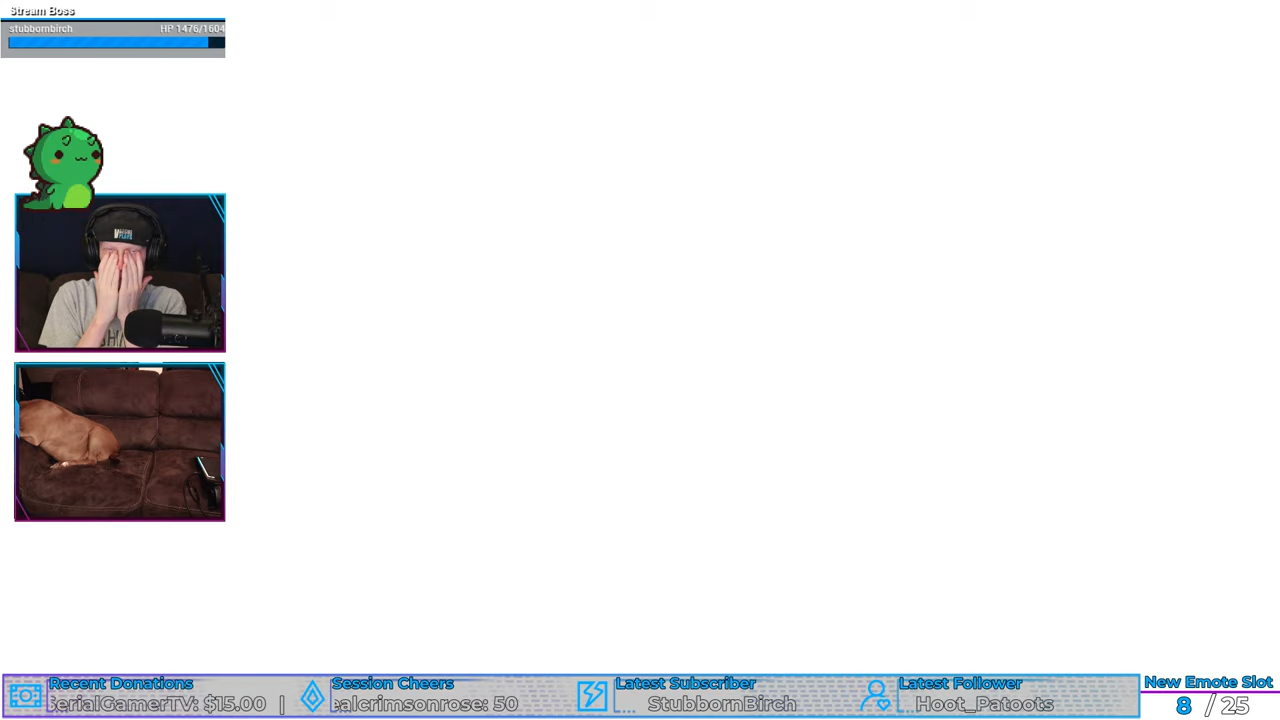 Stream Boss
stubbornbirch HP 1476/1604
Recent Donations
SerialGamerTV: $15.00 |
Session Cheers
ealcrimsonrose: 50
Latest Subscriber
StubbornBirch
Latest Follower
Hoot_Patoots
New Emote Slot
8 / 25